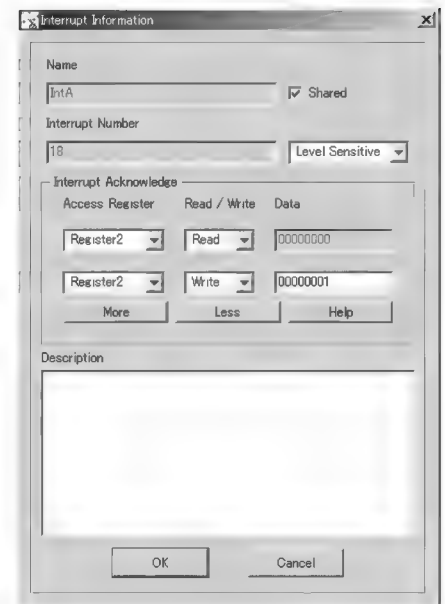 Interrupt Information
Name
IntA
Shared
Interrupt Number
18
Level Sensitive
Interrupt Acknowledge
Access Register Read / Write Data
Register2 Read 00000000
Register2 Write 00000001
More Less Help
Description
OK Cancel